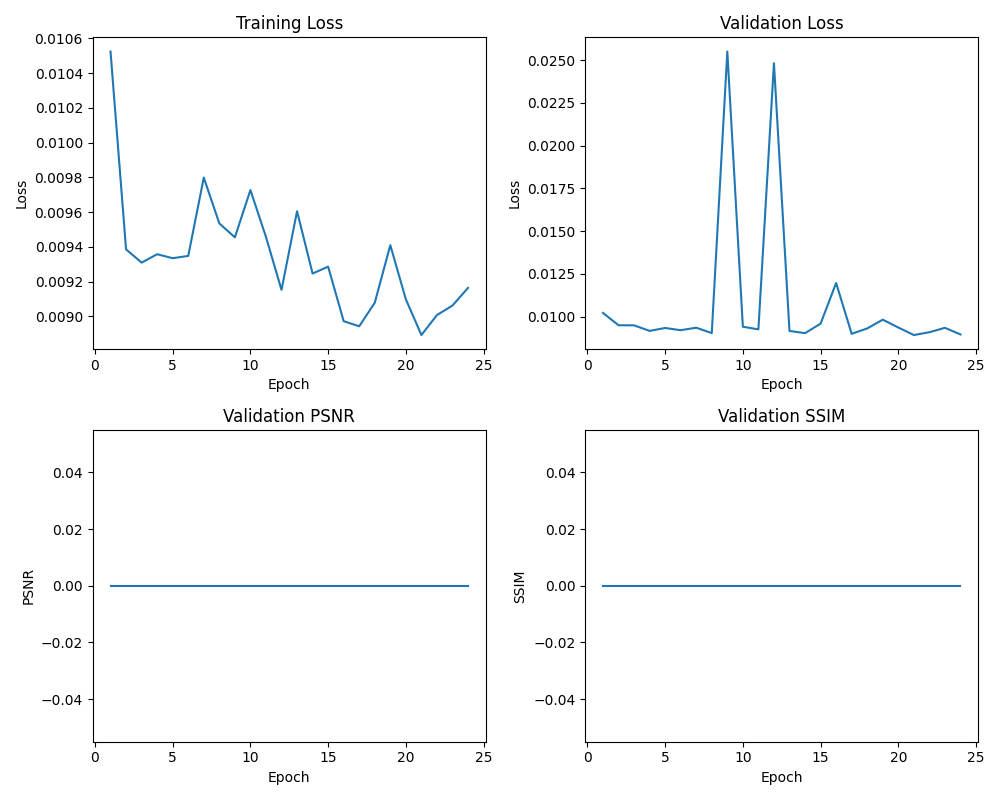 Training Loss
0.0106
0.0104
0.0102
0.0100
0.0098
0.0096
0.0094
0.0092
0.0090
Loss
0 5 10 15 20 25
Epoch
Validation Loss
0.0250
0.0225
0.0200
0.0175
0.0150
0.0125
0.0100
Loss
0 5 10 15 20 25
Epoch
Validation PSNR
0.04
0.02
0.00
−0.02
−0.04
PSNR
0 5 10 15 20 25
Epoch
Validation SSIM
0.04
0.02
0.00
−0.02
−0.04
SSIM
0 5 10 15 20 25
Epoch